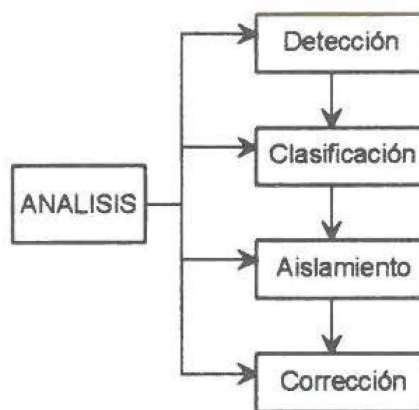 Detección
Clasificación
ANALISIS
Aislamiento
Corrección